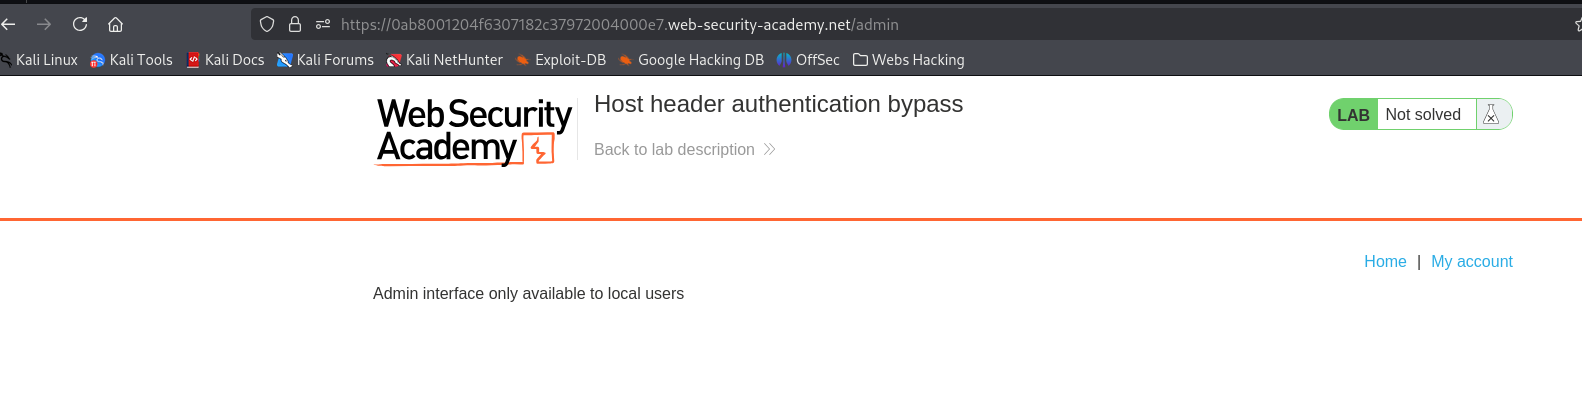 https://0ab8001204f6307182c37972004000e7.web-security-academy.net/admin
Kali Linux Kali Tools Kali Docs Kali Forums Kali NetHunter Exploit-DB Google Hacking DB OffSec Webs Hacking
Web Security
Academy
Host header authentication bypass
Back to lab description
LAB Not solved
Home | My account
Admin interface only available to local users